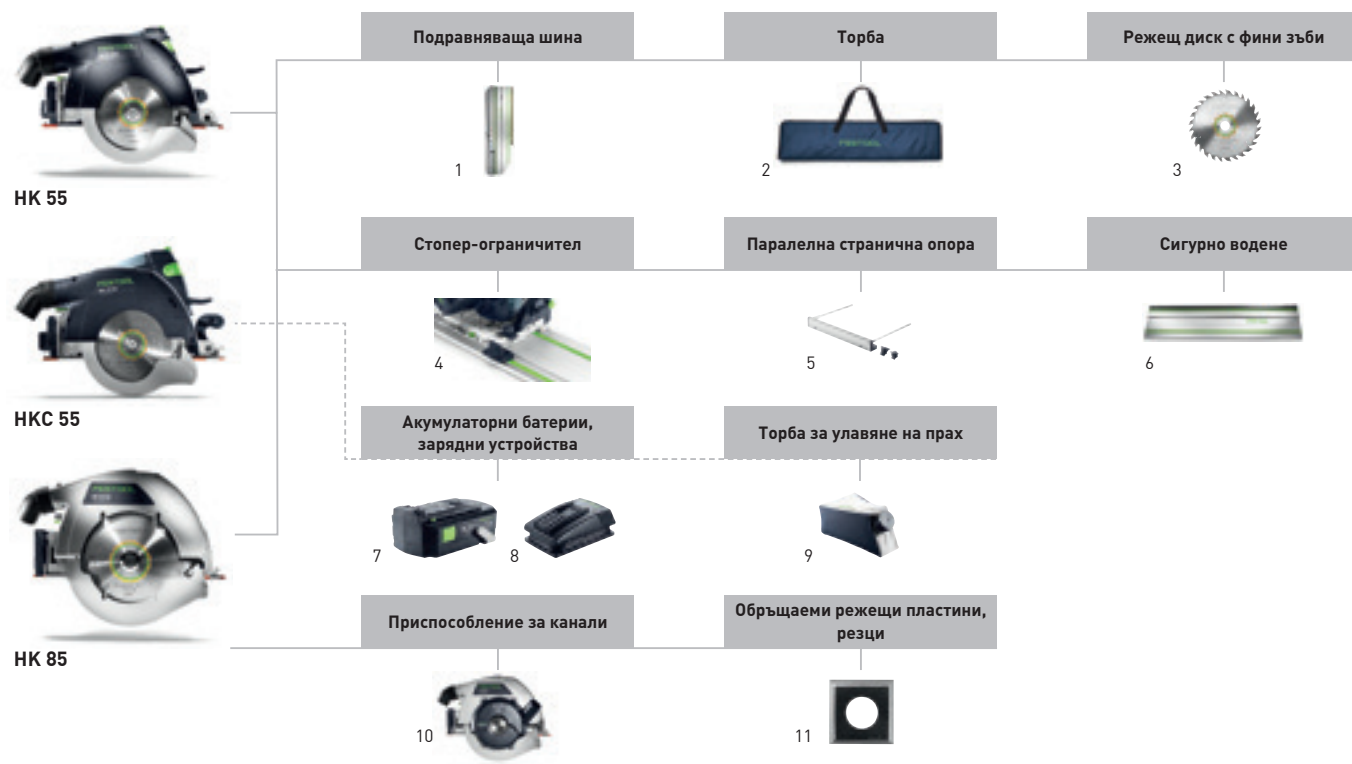 Подравняваща шина
Торба
Режещ диск с фини зъби
1
2
3
HK 55
Стопер-ограничител
Паралелна странична опора
Сигурно водене
4
5
6
HKC 55
Акумулаторни батерии,
зарядни устройства
Торба за улавяне на прах
7
8
9
Приспособление за канали
Обръщаеми режещи пластини,
резци
HK 85
10
11